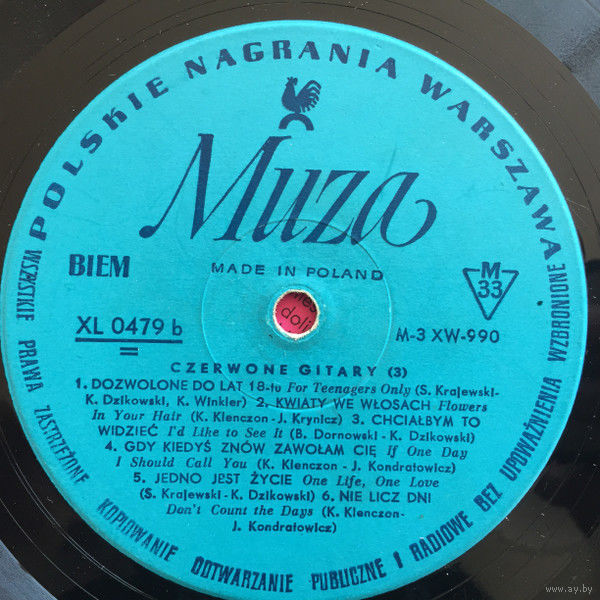 POLSKIE NAGRANIA WARSZAWA
Muza
BIEM
MADE IN POLAND
M
33
XL 0479 b
M-3 XW-990
doli
CZERWONE GITARY (3)
1. DOZWOLONE DO LAT 18-tu For Teenagers Only (S. Krajewski-
K. Dzikowski, K. Winkler) 2. KWIATY WE WŁOSACH Flowers
In Your Hair (K. Klenczon - J. Krynicz) 3. CHCIAŁBYM TO
WIDZIEĆ I'd Like to See It (B. Dornowski - K. Dzikowski)
4. GDY KIEDYŚ ZNÓW ZAWOŁAM CIĘ If One Day
I Should Call You (K. Klenczon - J. Kondratowicz)
5. JEDNO JEST ŻYCIE One Life, One Love
(S. Krajewski - K. Dzikowski) 6. NIE LICZ DNI
Don't Count the Days (K. Klenczon-
J. Kondratowicz)
WSZYSTKIE PRAWA ZASTRZEŻONE KOPIOWANIE ODTWARZANIE PUBLICZNE I RADIOWE BEZ UPOWAŻNIENIA WZBRONIONE
www.ay.by